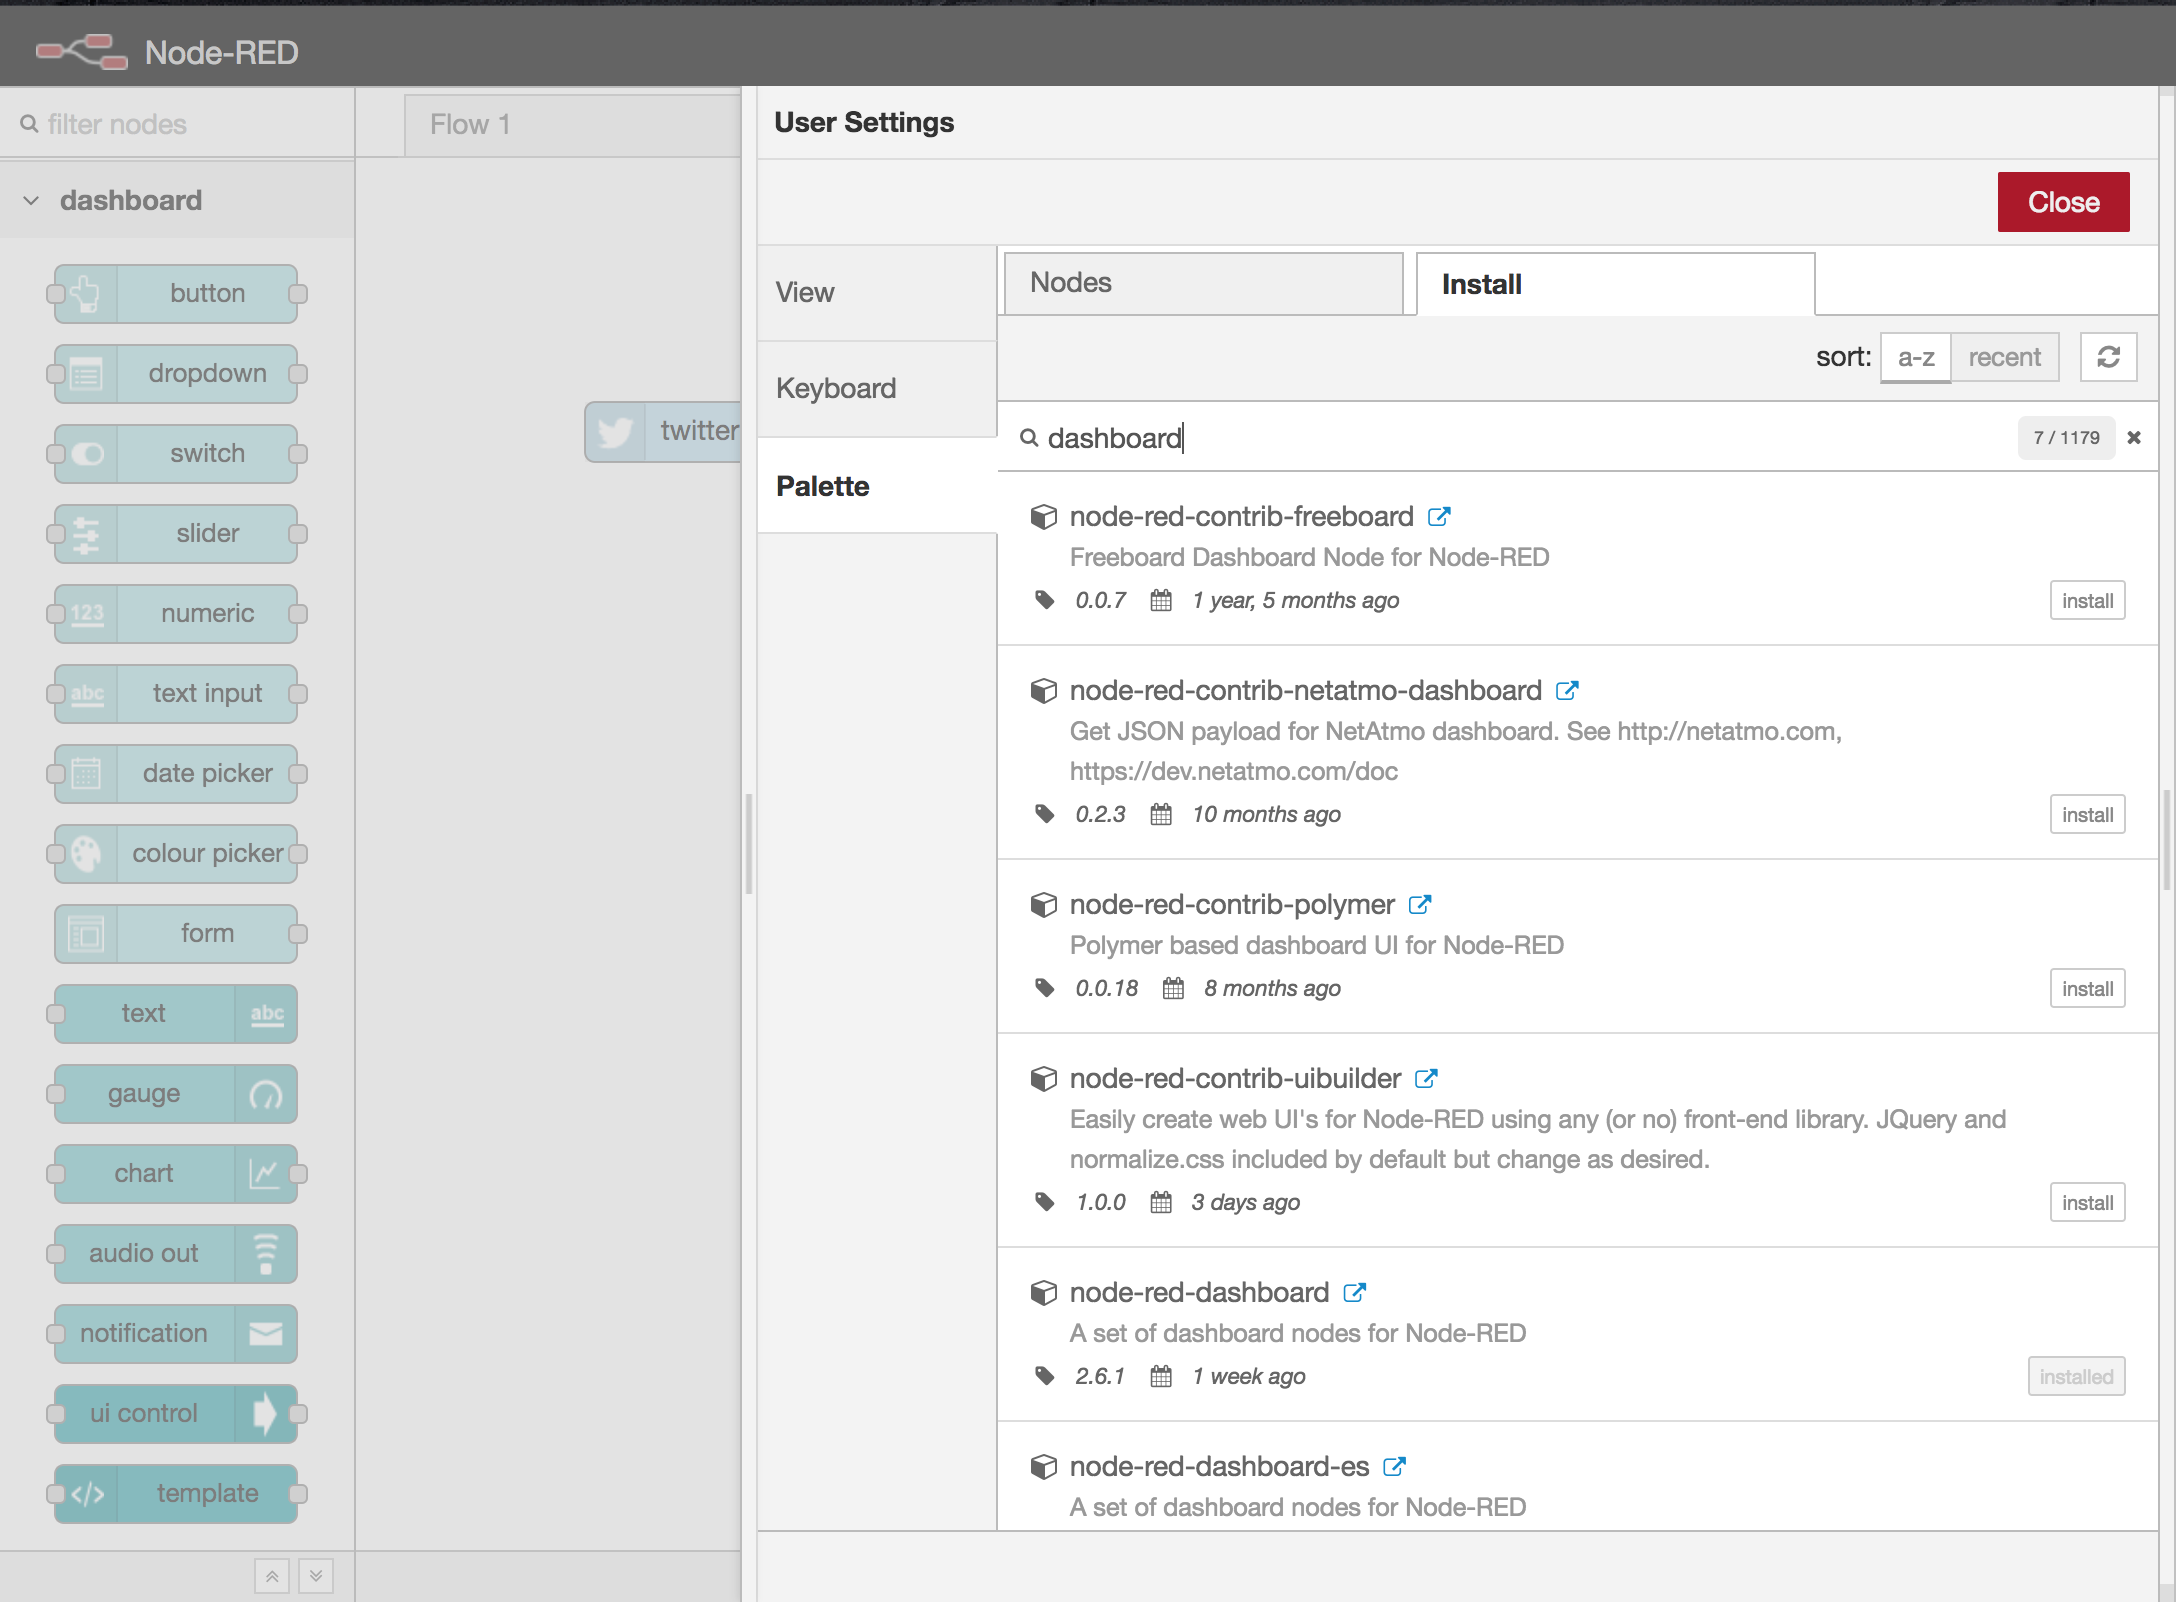 Node-RED
filter nodes
Flow 1
dashboard
button
dropdown
switch
slider
123
numeric
abc
text input
date picker
colour picker
form
text
abc
gauge
chart
audio out
notification
ui control
</>
template
twitter
User Settings
Close
View
Keyboard
Palette
Nodes
Install
sort: a-z recent
dashboard
7 / 1179
node-red-contrib-freeboard
Freeboard Dashboard Node for Node-RED
0.0.7 1 year, 5 months ago
install
node-red-contrib-netatmo-dashboard
Get JSON payload for NetAtmo dashboard. See http://netatmo.com,
https://dev.netatmo.com/doc
0.2.3 10 months ago
install
node-red-contrib-polymer
Polymer based dashboard UI for Node-RED
0.0.18 8 months ago
install
node-red-contrib-uibuilder
Easily create web UI's for Node-RED using any (or no) front-end library. JQuery and
normalize.css included by default but change as desired.
1.0.0 3 days ago
install
node-red-dashboard
A set of dashboard nodes for Node-RED
2.6.1 1 week ago
installed
node-red-dashboard-es
A set of dashboard nodes for Node-RED